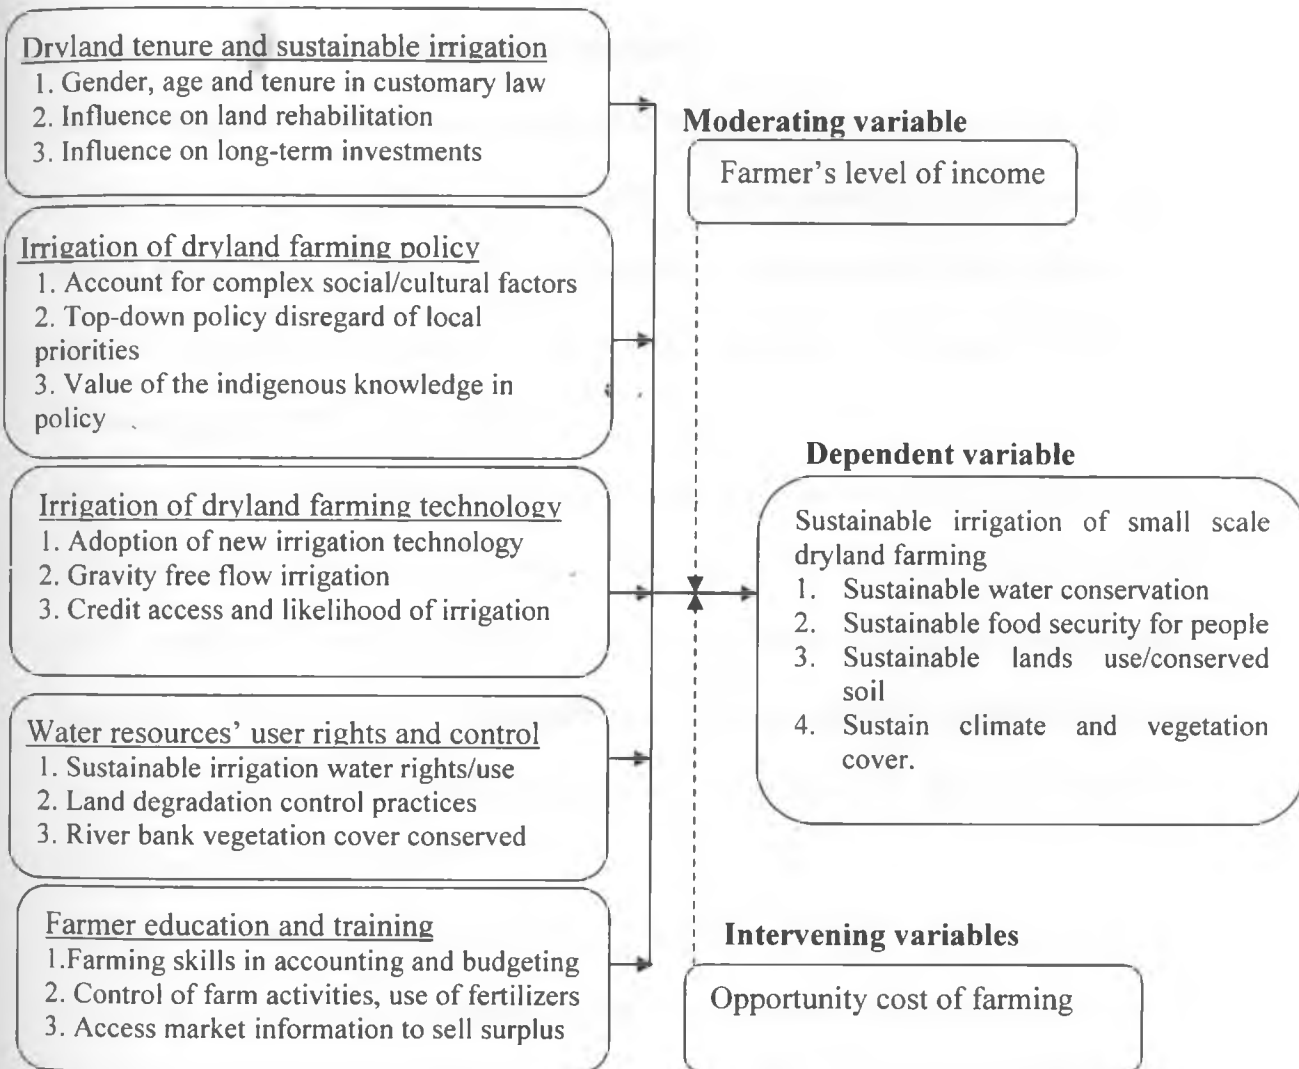 Dryland tenure and sustainable irrigation
1. Gender, age and tenure in customary law
2. Influence on land rehabilitation
3. Influence on long-term investments
Irrigation of dryland farming policy
1. Account for complex social/cultural factors
2. Top-down policy disregard of local
priorities
3. Value of the indigenous knowledge in
policy
Irrigation of dryland farming technology
1. Adoption of new irrigation technology
2. Gravity free flow irrigation
3. Credit access and likelihood of irrigation
Water resources' user rights and control
1. Sustainable irrigation water rights/use
2. Land degradation control practices
3. River bank vegetation cover conserved
Farmer education and training
1.Farming skills in accounting and budgeting
2. Control of farm activities, use of fertilizers
3. Access market information to sell surplus
Moderating variable
Farmer's level of income
Dependent variable
Sustainable irrigation of small scale
dryland farming
1. Sustainable water conservation
2. Sustainable food security for people
3. Sustainable lands use/conserved
soil
4. Sustain climate and vegetation
cover.
Intervening variables
Opportunity cost of farming